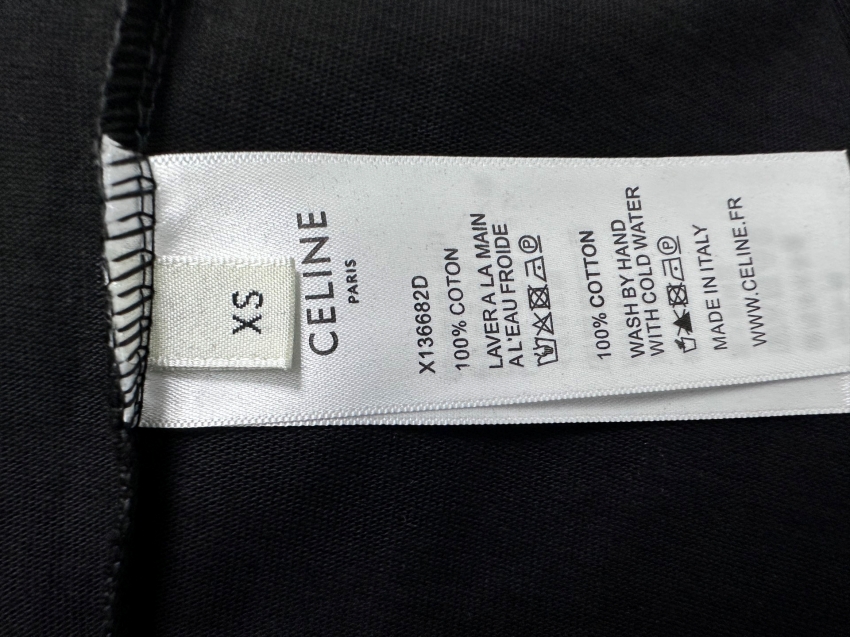 XS
CELINE
PARIS
X136682D
100% COTON
LAVER A LA MAIN
A L'EAU FROIDE
100% COTTON
WASH BY HAND
WITH COLD WATER
MADE IN ITALY
WWW.CELINE.FR